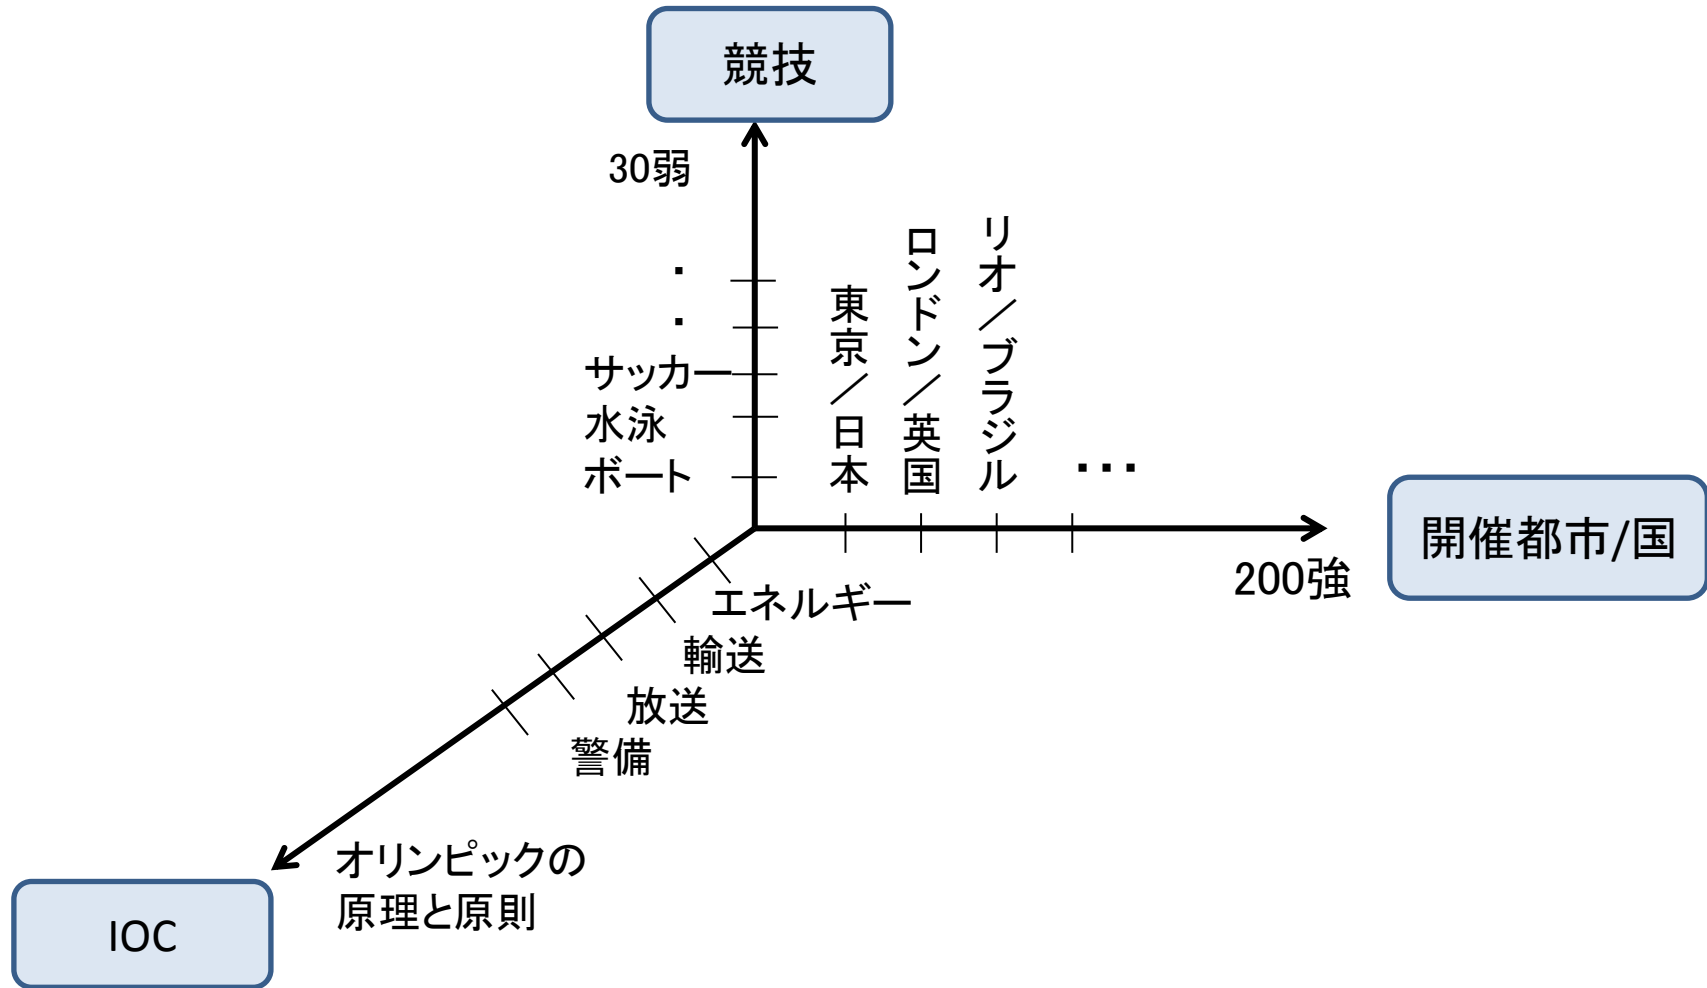 競技
30弱
・
・
サッカー
水泳
ボート
東京／日本
ロンドン／英国
リオ／ブラジル
・・・
開催都市/国
200強
エネルギー
輸送
放送
警備
オリンピックの
原理と原則
IOC